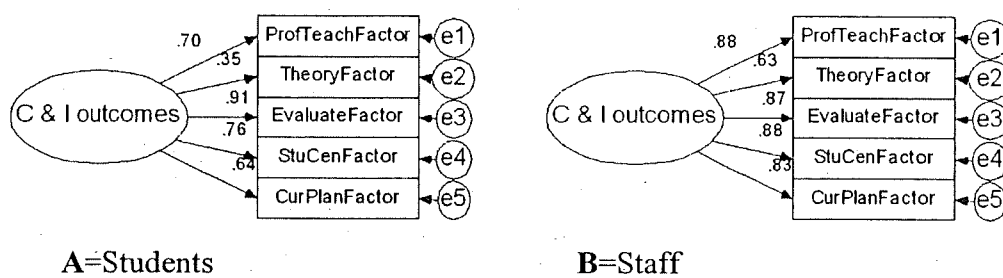 .70
ProfTeachFactor
e1
.35
TheoryFactor
e2
.91
C & I outcomes
EvaluateFactor
e3
.76
StuCenFactor
e4
.64
CurPlanFactor
e5
A=Students
.88
ProfTeachFactor
e1
.63
TheoryFactor
e2
.87
C & I outcomes
EvaluateFactor
e3
.88
StuCenFactor
e4
.83
CurPlanFactor
e5
B=Staff